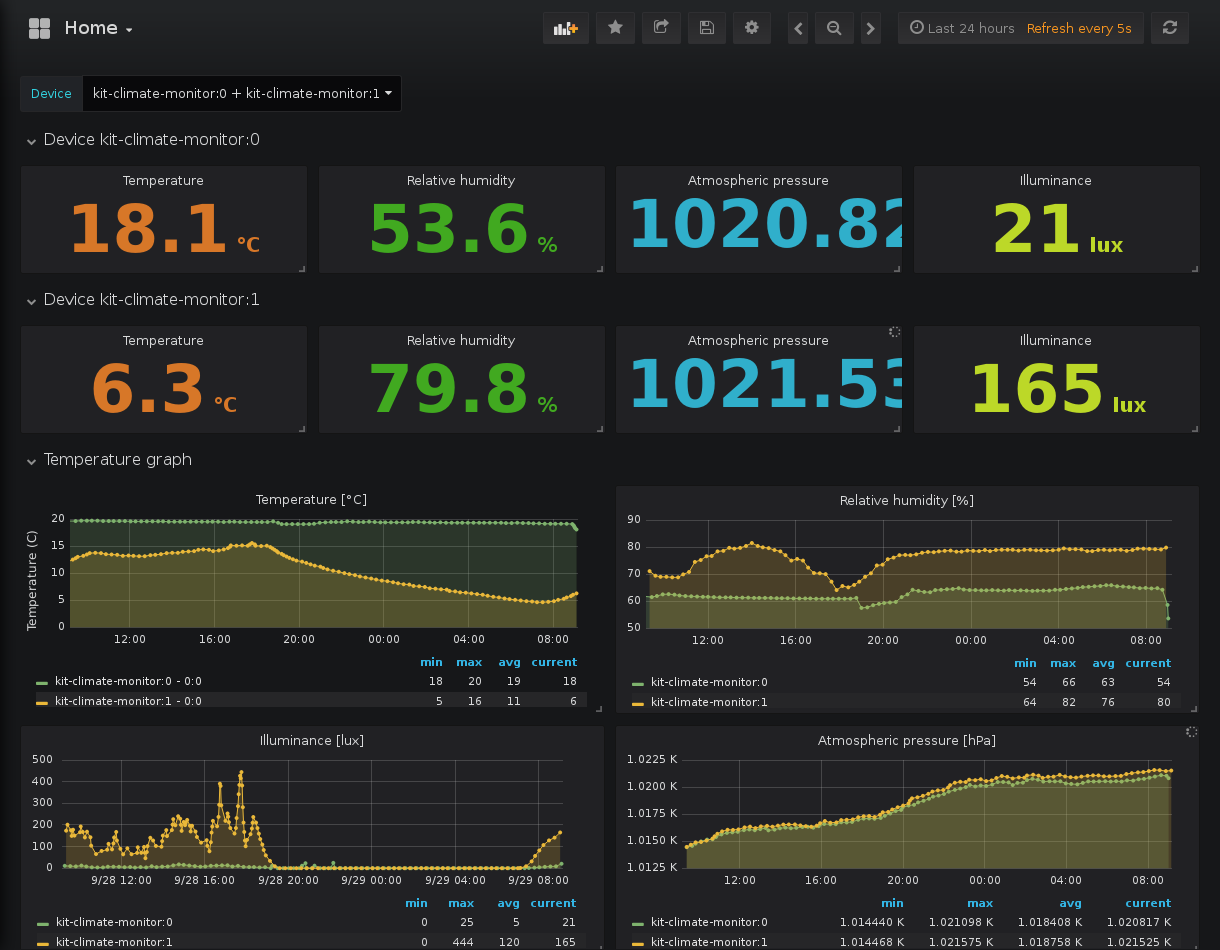 Home
Last 24 hours Refresh every 5s
Device kit-climate-monitor:0 + kit-climate-monitor:1
Device kit-climate-monitor:0
Temperature Relative humidity Atmospheric pressure Illuminance
18.1 °C 53.6 % 1020.82 21 lux
Device kit-climate-monitor:1
Temperature Relative humidity Atmospheric pressure Illuminance
6.3 °C 79.8 % 1021.53 165 lux
Temperature graph
Temperature [°C]
Temperature (C)
20
15
10
5
0
12:00 16:00 20:00 00:00 04:00 08:00
min max avg current
kit-climate-monitor:0 - 0:0 18 20 19 18
kit-climate-monitor:1 - 0:0 5 16 11 6
Relative humidity [%]
90
80
70
60
50
12:00 16:00 20:00 00:00 04:00 08:00
min max avg current
kit-climate-monitor:0 54 66 63 54
kit-climate-monitor:1 64 82 76 80
Illuminance [lux]
500
400
300
200
100
0
9/28 12:00 9/28 16:00 9/28 20:00 9/29 00:00 9/29 04:00 9/29 08:00
min max avg current
kit-climate-monitor:0 0 25 5 21
kit-climate-monitor:1 0 444 120 165
Atmospheric pressure [hPa]
1.0225 K
1.0200 K
1.0175 K
1.0150 K
1.0125 K
12:00 16:00 20:00 00:00 04:00 08:00
min max avg current
kit-climate-monitor:0 1.014440 K 1.021098 K 1.018408 K 1.020817 K
kit-climate-monitor:1 1.014468 K 1.021575 K 1.018758 K 1.021525 K